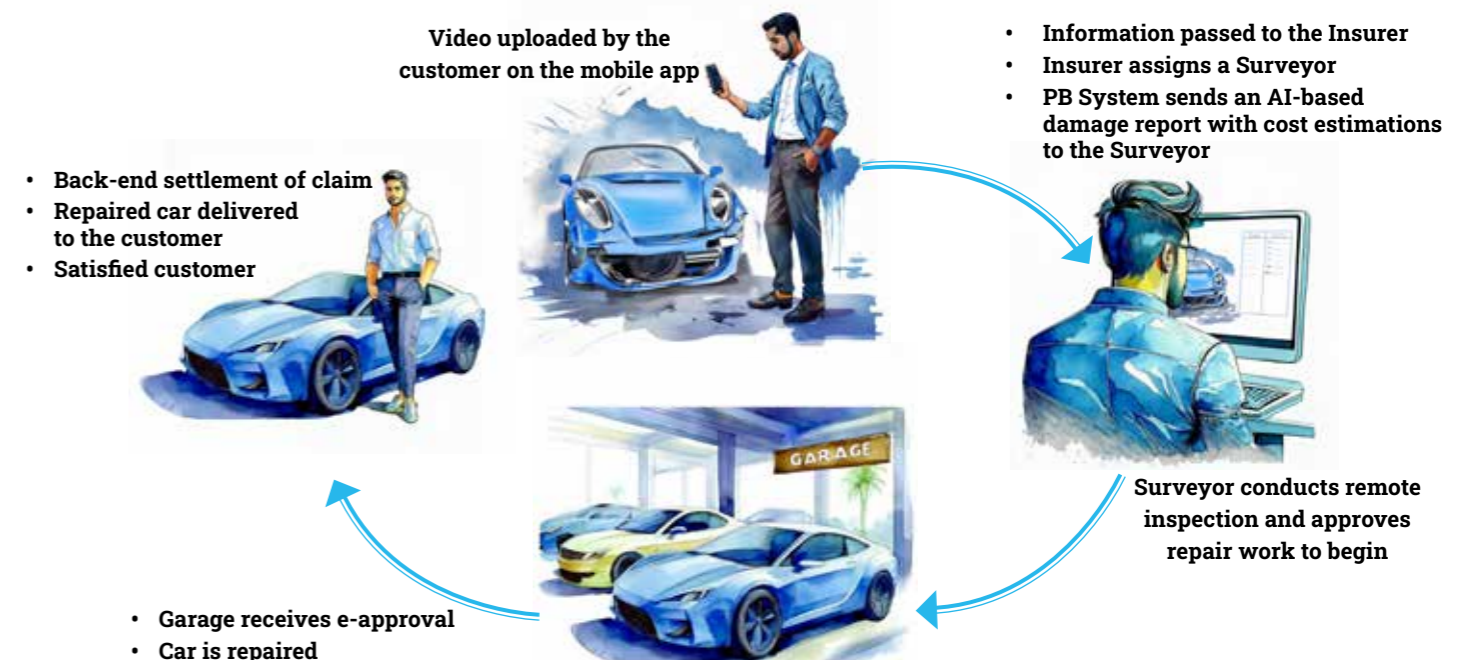 Video uploaded by the
customer on the mobile app
• Information passed to the Insurer
• Insurer assigns a Surveyor
• PB System sends an AI-based
damage report with cost estimations
to the Surveyor
Surveyor conducts remote
inspection and approves
repair work to begin
GARAGE
• Garage receives e-approval
• Car is repaired
• Back-end settlement of claim
• Repaired car delivered
to the customer
• Satisfied customer